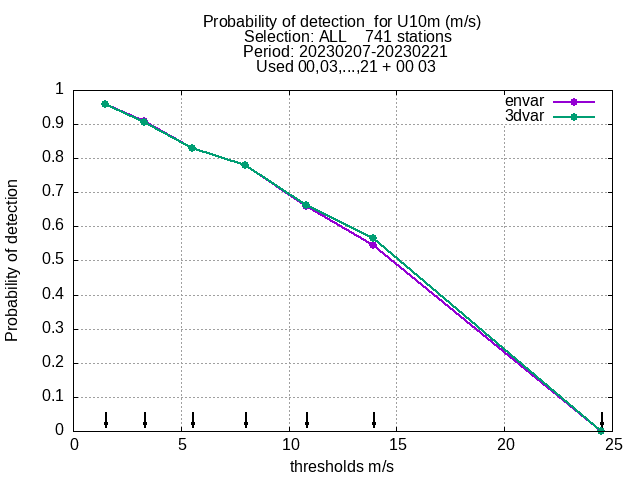 Probability of detection  for U10m (m/s)
Selection: ALL    741 stations
Period: 20230207-20230221
Used 00,03,...,21 + 00 03
envar
3dvar
Probability of detection
1
0.9
0.8
0.7
0.6
0.5
0.4
0.3
0.2
0.1
0
0 5 10 15 20 25
thresholds m/s